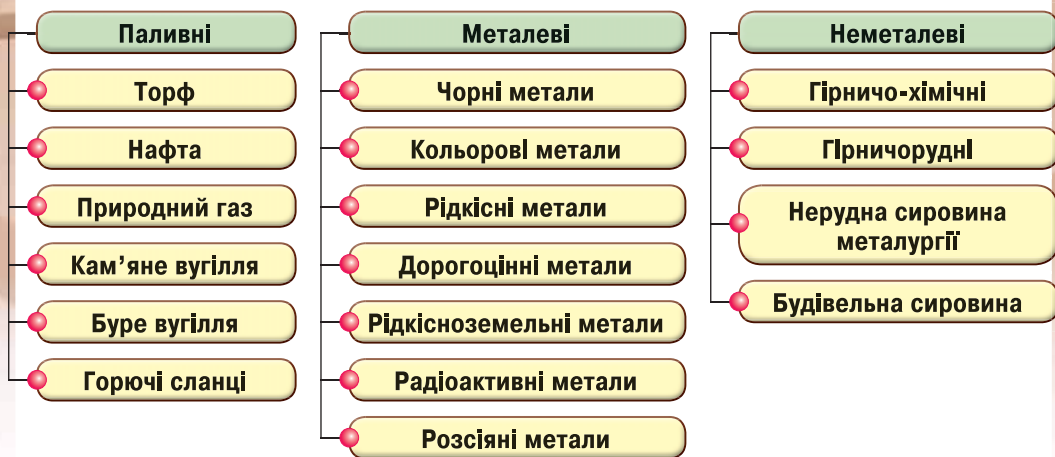 Паливні
Торф
Нафта
Природний газ
Кам’яне вугілля
Буре вугілля
Горючі сланці
Металеві
Чорні метали
Кольорові метали
Рідкісні метали
Дорогоцінні метали
Рідкісноземельні метали
Радіоактивні метали
Розсіяні метали
Неметалеві
Гірничо-хімічні
Гірничорудні
Нерудна сировина
металургії
Будівельна сировина